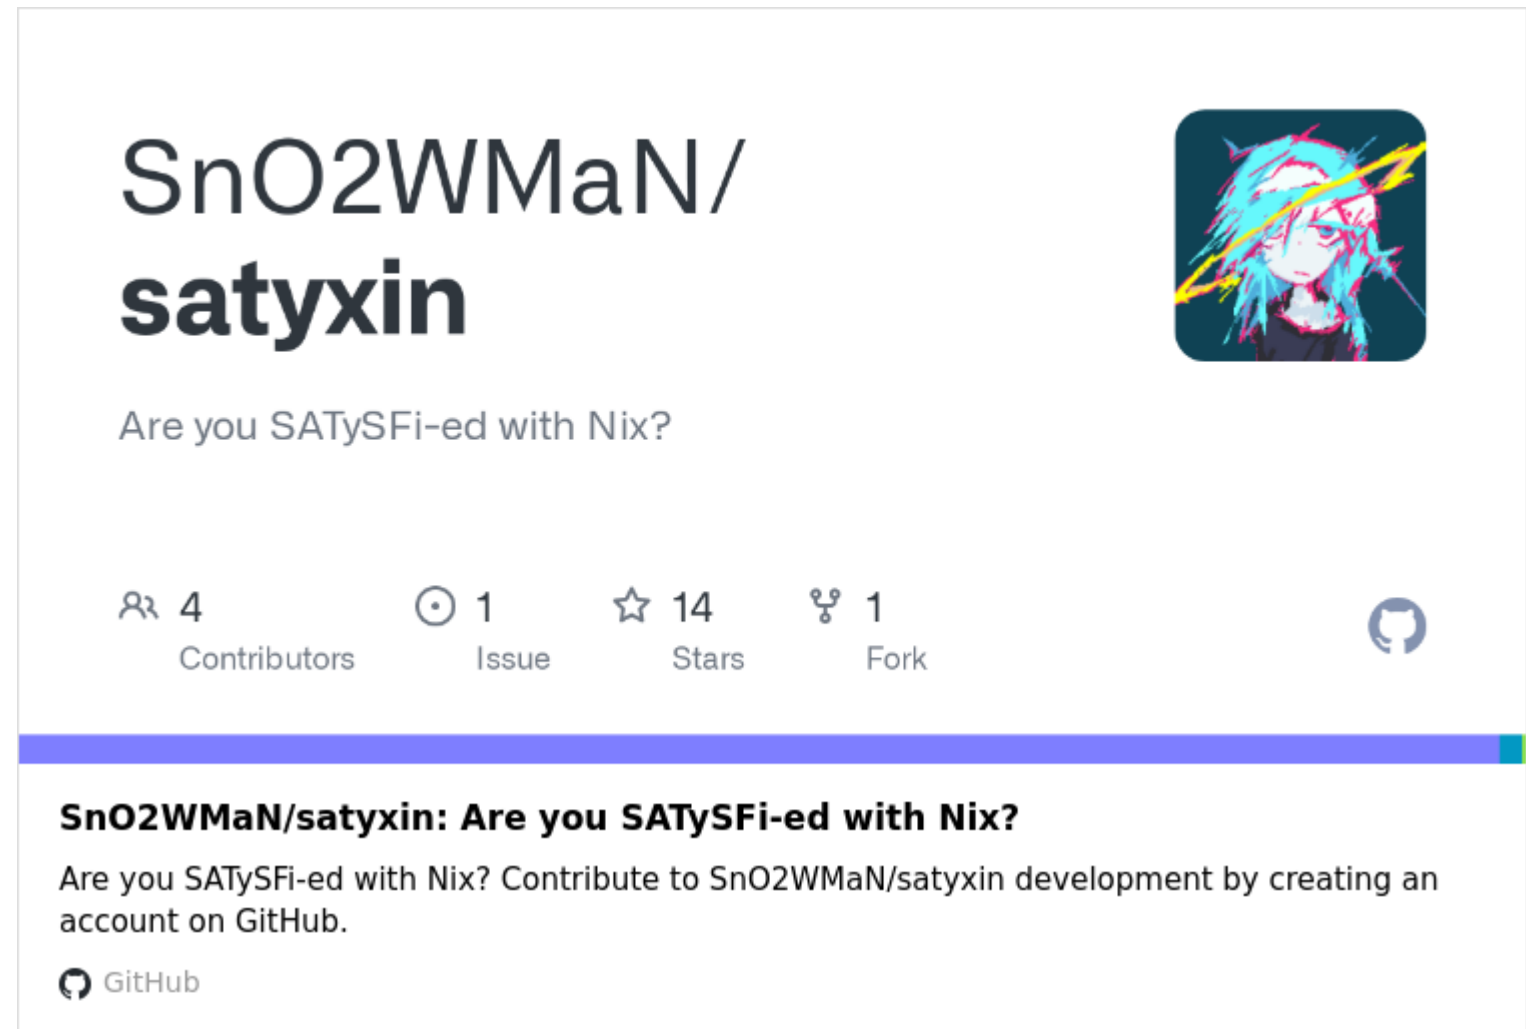 SnO2WMaN/
satyxin
Are you SATySFi-ed with Nix?
4
Contributors
1
Issue
14
Stars
1
Fork
SnO2WMaN/satyxin: Are you SATySFi-ed with Nix?
Are you SATySFi-ed with Nix? Contribute to SnO2WMaN/satyxin development by creating an
account on GitHub.
GitHub